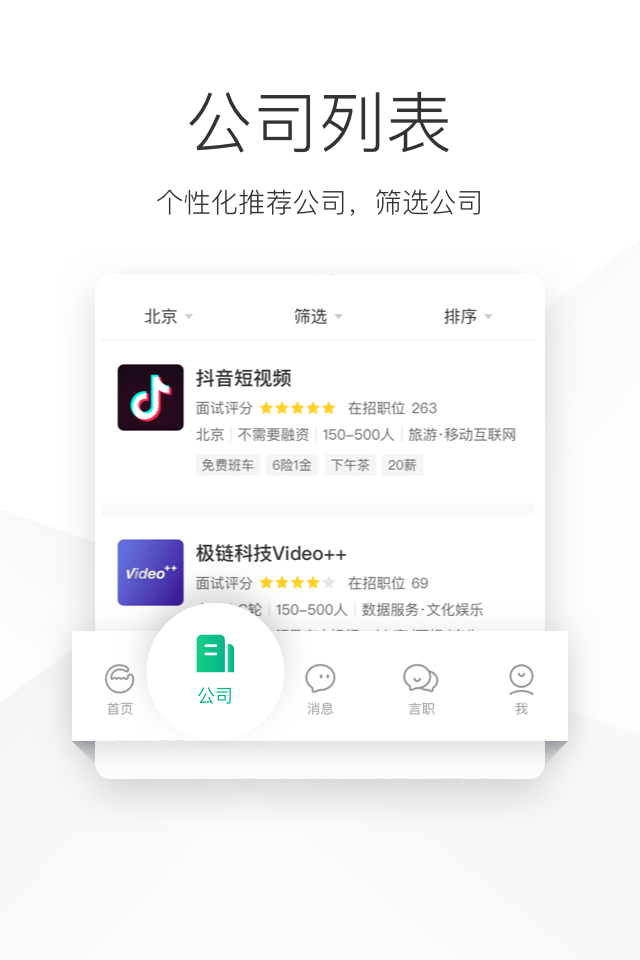 公司列表
个性化推荐公司，筛选公司
北京 筛选 排序
抖音短视频
面试评分 在招职位 263
北京 不需要融资 150-500人 旅游·移动互联网
免费班车 6险1金 下午茶 20薪
Video++
极链科技Video++
面试评分 在招职位 69
轮 150-500人 数据服务·文化娱乐
公司
首页 消息 言职 我